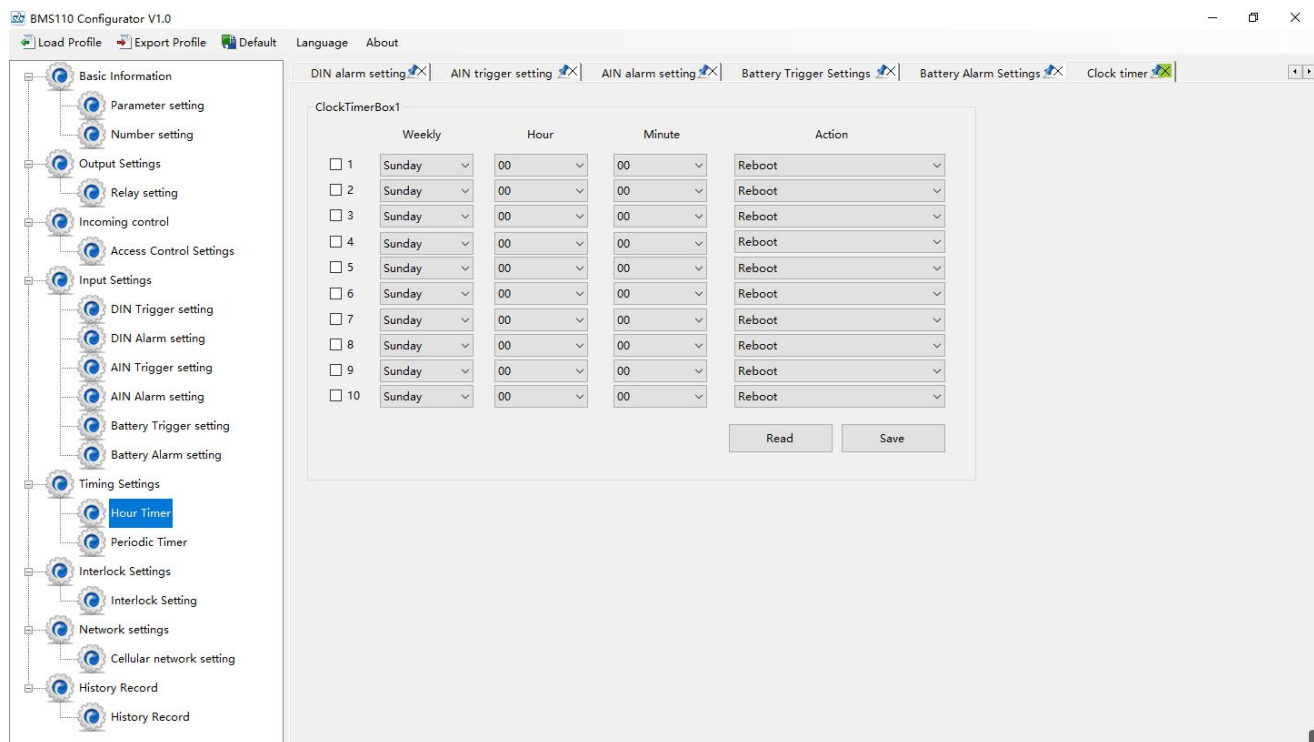 BMS110 Configurator V1.0
Load Profile Export Profile Default Language About
Basic Information
Parameter setting
Number setting
Output Settings
Relay setting
Incoming control
Access Control Settings
Input Settings
DIN Trigger setting
DIN Alarm setting
AIN Trigger setting
AIN Alarm setting
Battery Trigger setting
Battery Alarm setting
Timing Settings
Hour Timer
Periodic Timer
Interlock Settings
Interlock Setting
Network settings
Cellular network setting
History Record
History Record
DIN alarm setting AIN trigger setting AIN alarm setting Battery Trigger Settings Battery Alarm Settings Clock timer
ClockTimerBox1
Weekly Hour Minute Action
1 Sunday 00 00 Reboot
2 Sunday 00 00 Reboot
3 Sunday 00 00 Reboot
4 Sunday 00 00 Reboot
5 Sunday 00 00 Reboot
6 Sunday 00 00 Reboot
7 Sunday 00 00 Reboot
8 Sunday 00 00 Reboot
9 Sunday 00 00 Reboot
10 Sunday 00 00 Reboot
Read Save